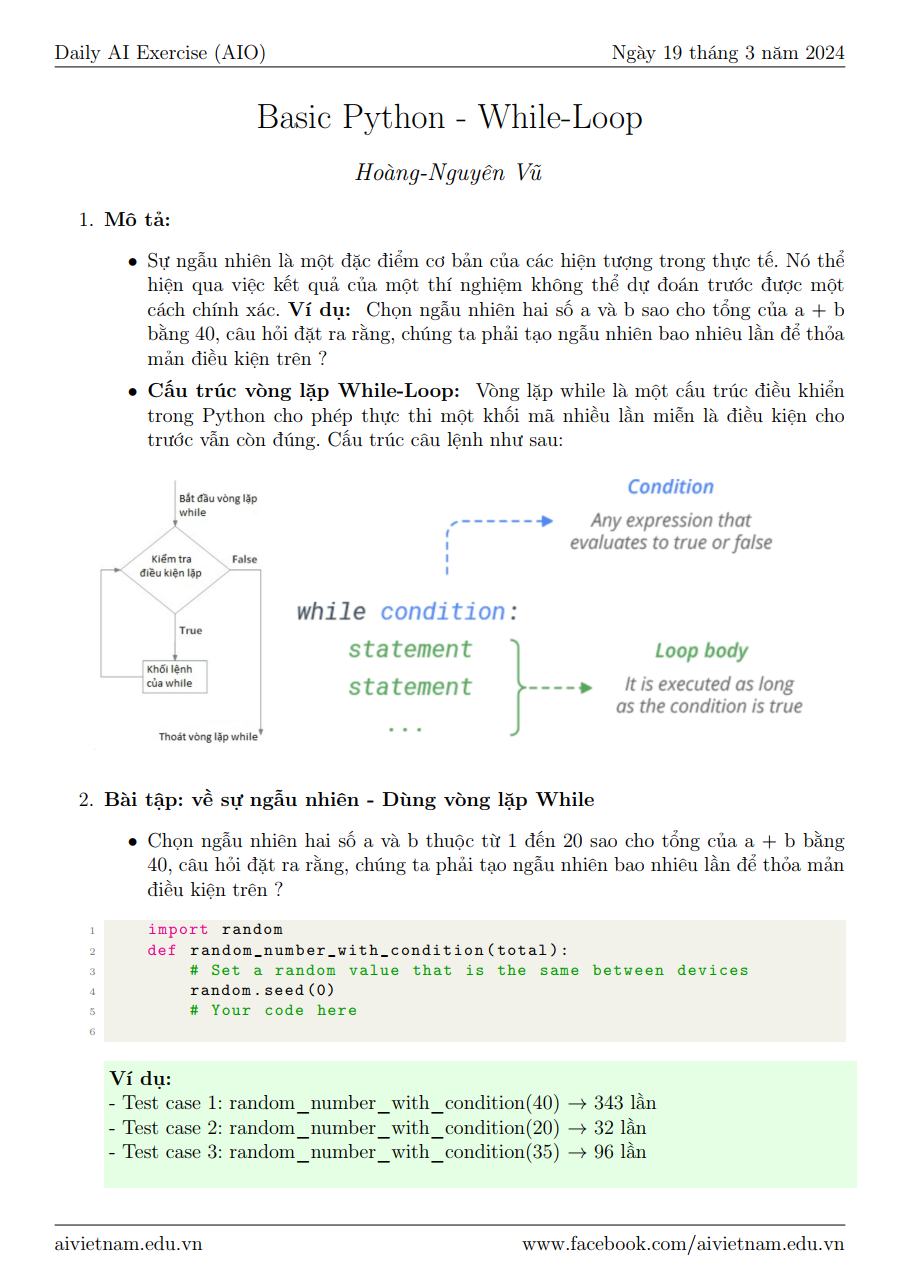 Daily AI Exercise (AIO)
Ngày 19 tháng 3 năm 2024
Basic Python - While-Loop
Hoàng-Nguyên Vũ
1. Mô tả:
• Sự ngẫu nhiên là một đặc điểm cơ bản của các hiện tượng trong thực tế. Nó thể
hiện qua việc kết quả của một thí nghiệm không thể dự đoán trước được một
cách chính xác. Ví dụ: Chọn ngẫu nhiên hai số a và b sao cho tổng của a + b
bằng 40, câu hỏi đặt ra rằng, chúng ta phải tạo ngẫu nhiên bao nhiêu lần để thỏa
mản điều kiện trên ?
• Cấu trúc vòng lặp While-Loop: Vòng lặp while là một cấu trúc điều khiển
trong Python cho phép thực thi một khối mã nhiều lần miễn là điều kiện cho
trước vẫn còn đúng. Cấu trúc câu lệnh như sau:
Bắt đầu vòng lặp
while
Kiểm tra
điều kiện lặp
False
True
Khối lệnh
của while
Thoát vòng lặp while
Condition
Any expression that
evaluates to true or false
while condition:
statement
statement
...
Loop body
It is executed as long
as the condition is true
2. Bài tập: về sự ngẫu nhiên - Dùng vòng lặp While
• Chọn ngẫu nhiên hai số a và b thuộc từ 1 đến 20 sao cho tổng của a + b bằng
40, câu hỏi đặt ra rằng, chúng ta phải tạo ngẫu nhiên bao nhiêu lần để thỏa mản
điều kiện trên ?
1 import random
2 def random_number_with_condition(total):
3 # Set a random value that is the same between devices
4 random.seed(0)
5 # Your code here
6
Ví dụ:
- Test case 1: random_number_with_condition(40) → 343 lần
- Test case 2: random_number_with_condition(20) → 32 lần
- Test case 3: random_number_with_condition(35) → 96 lần
aivietnam.edu.vn
www.facebook.com/aivietnam.edu.vn